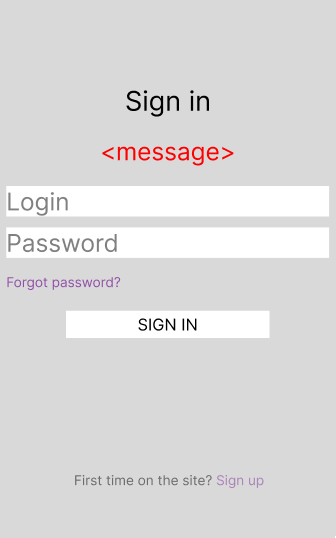 Sign in
<message>
Login
Password
Forgot password?
SIGN IN
First time on the site? Sign up